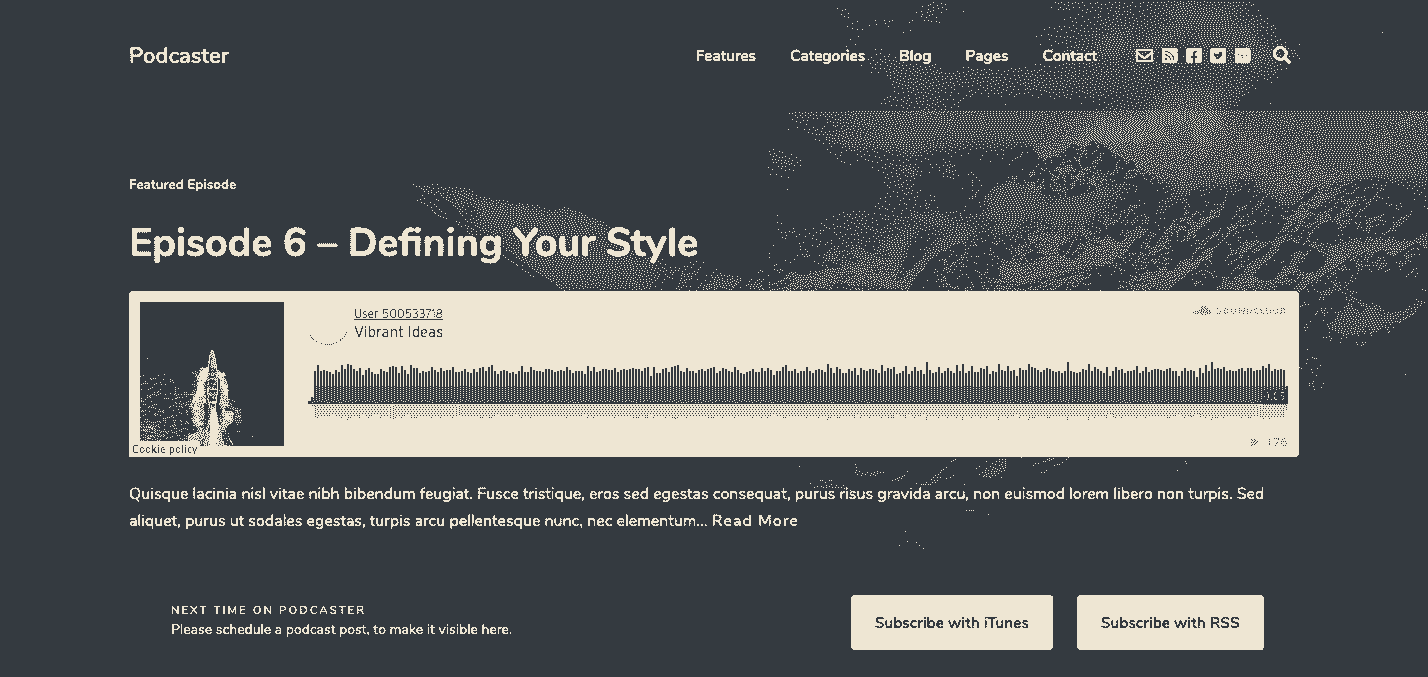 Podcaster
Features Categories Blog Pages Contact
Featured Episode
Episode 6 – Defining Your Style
User 500533718
Vibrant Ideas
Cookie policy
Quisque lacinia nisl vitae nibh bibendum feugiat. Fusce tristique, eros sed egestas consequat, purus risus gravida arcu, non euismod lorem libero non turpis. Sed
aliquet, purus ut sodales egestas, turpis arcu pellentesque nunc, nec elementum... Read More
NEXT TIME ON PODCASTER
Please schedule a podcast post, to make it visible here.
Subscribe with iTunes
Subscribe with RSS